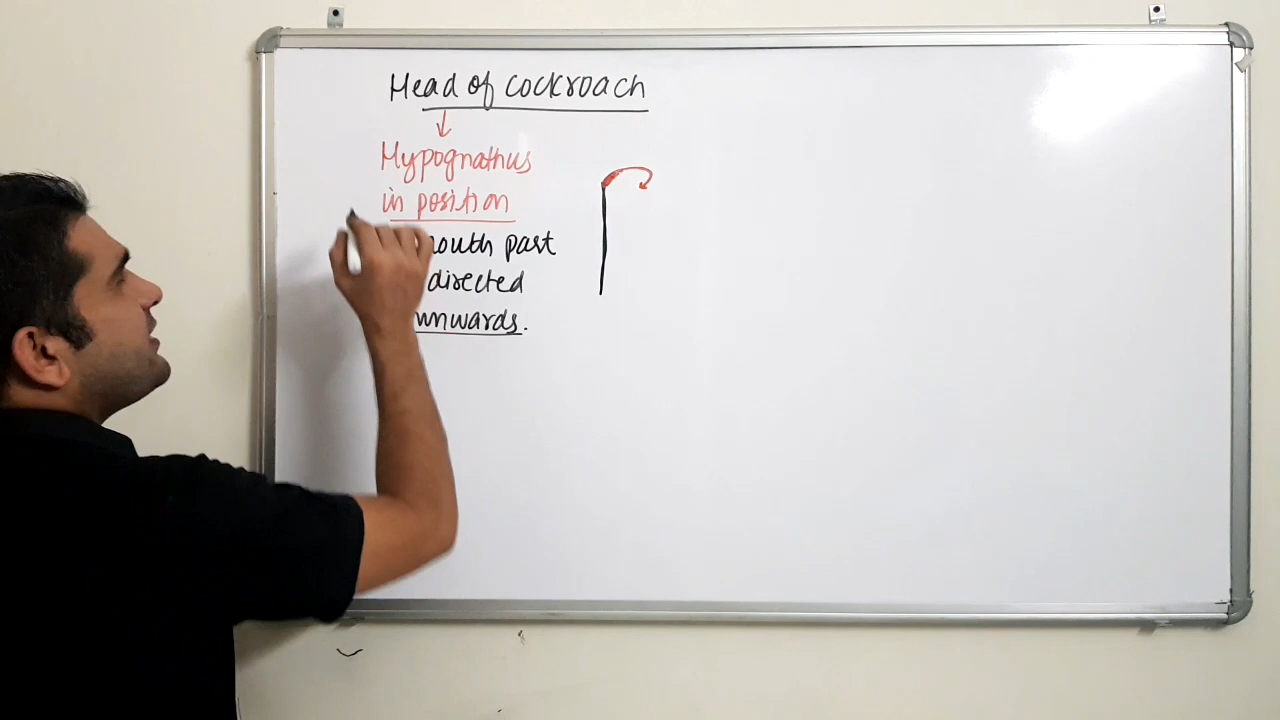 Head of cockroach
Hypognathus
in position
mouth part
directed
downwards.